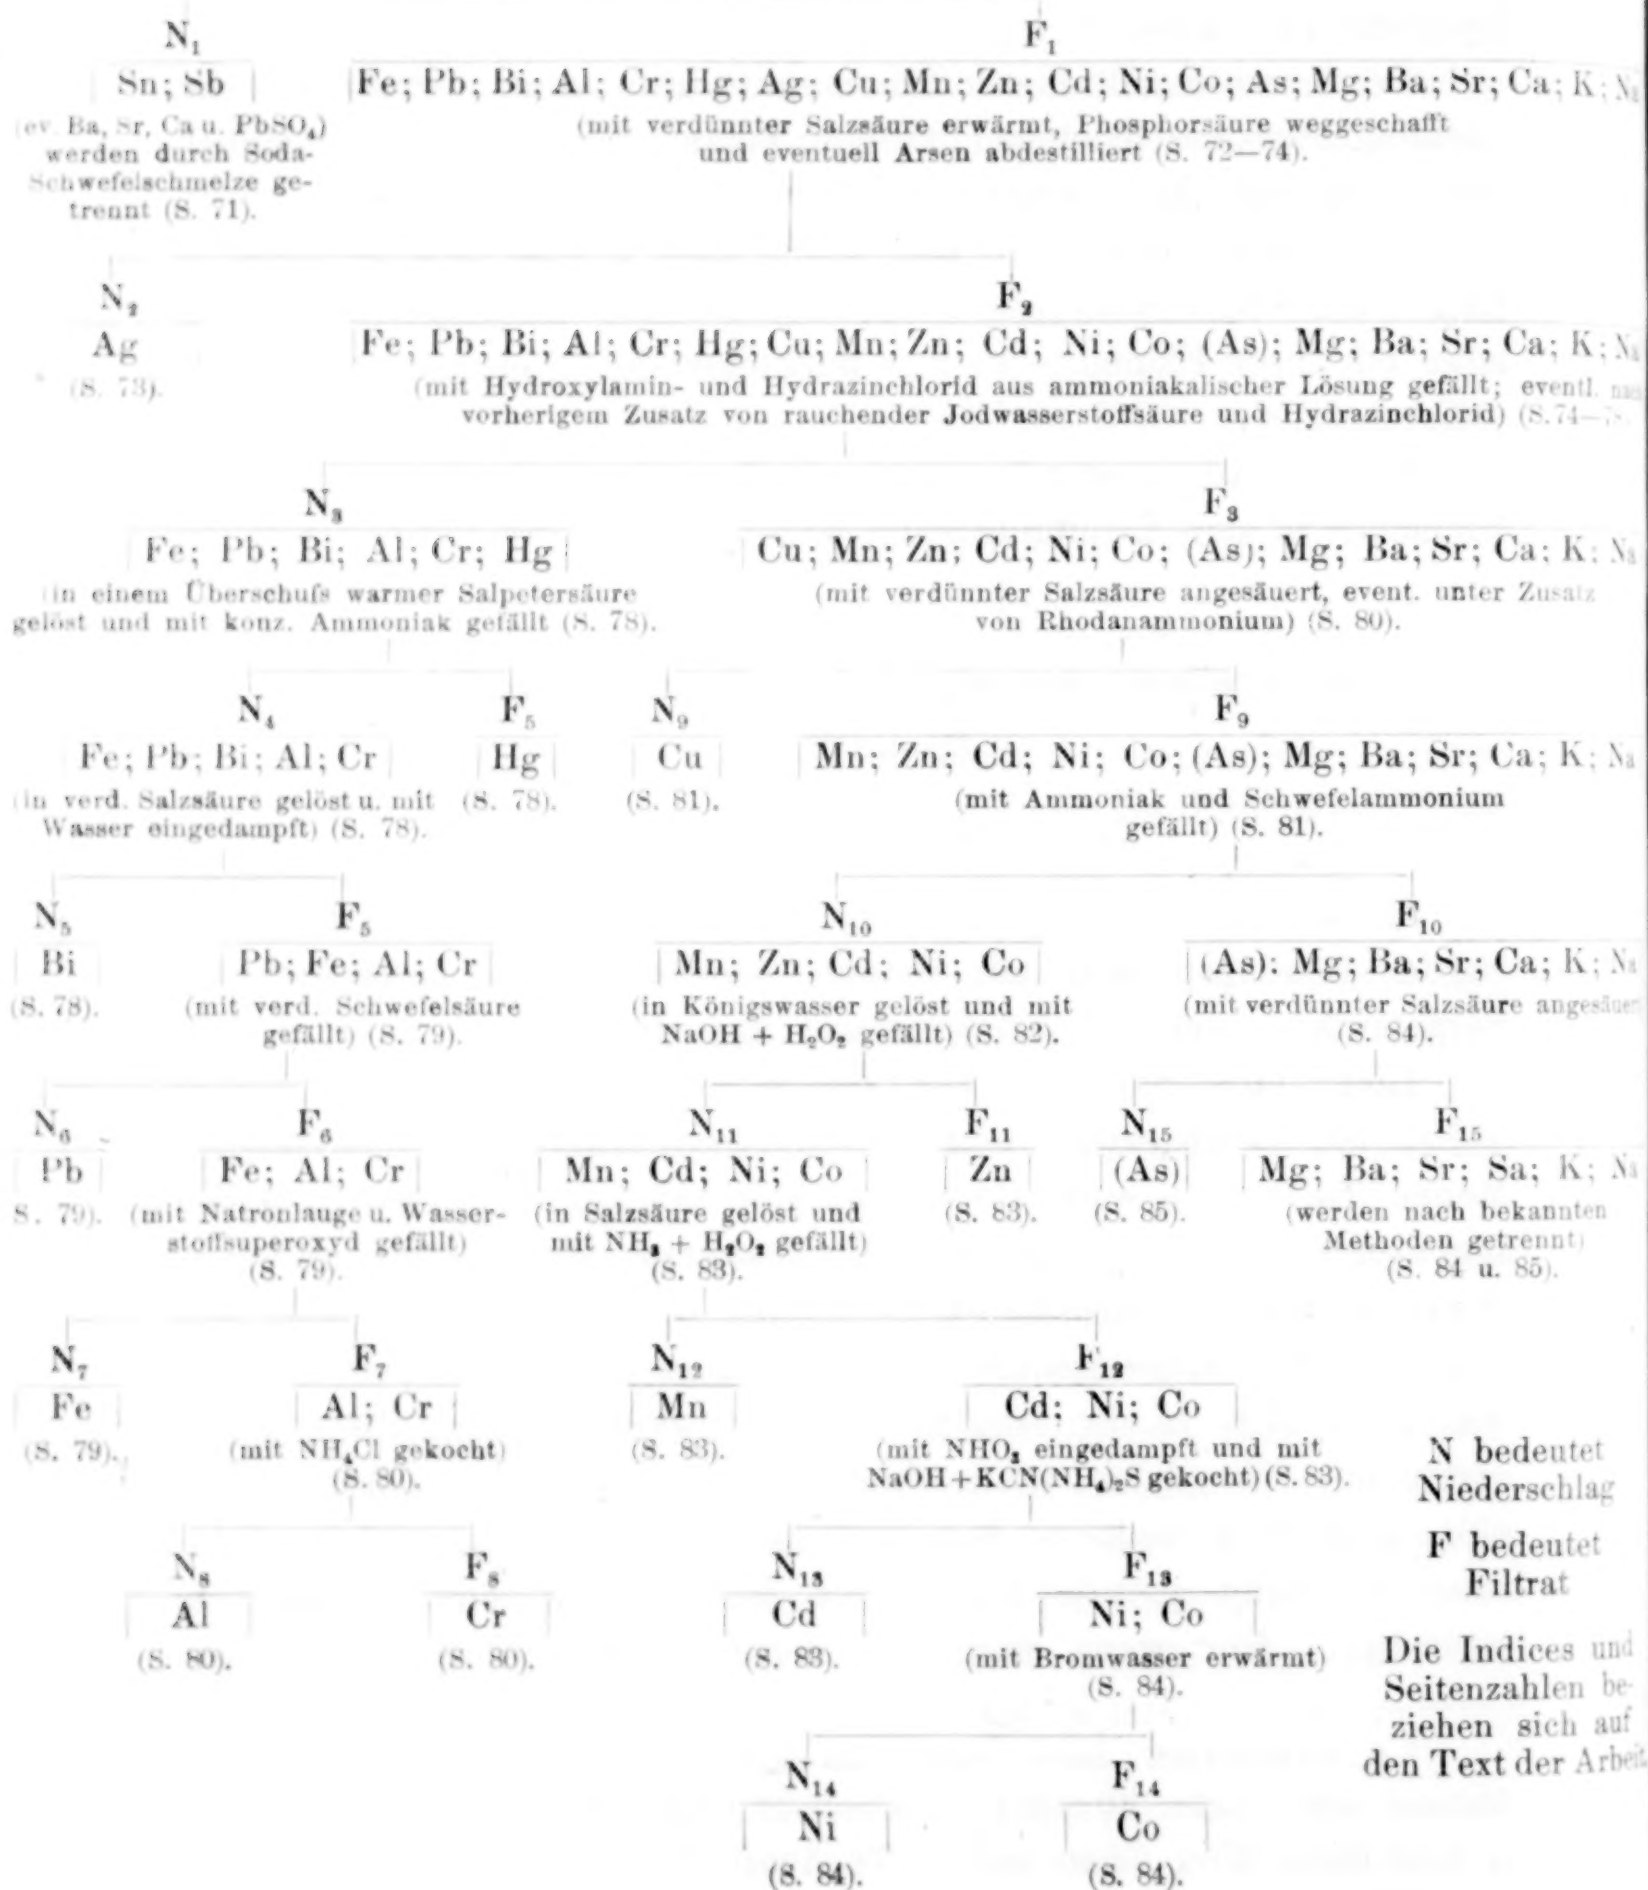 N₁
Sn; Sb
(ev. Ba, Sr, Ca u. PbSO₄)
werden durch Soda-
Schwefelschmelze ge-
trennt (S. 71).
F₁
Fe; Pb; Bi; Al; Cr; Hg; Ag; Cu; Mn; Zn; Cd; Ni; Co; As; Mg; Ba; Sr; Ca; K; Na
(mit verdünnter Salzsäure erwärmt, Phosphorsäure weggeschafft
und eventuell Arsen abdestilliert (S. 72—74).
N₂
Ag
(S. 73).
F₂
Fe; Pb; Bi; Al; Cr; Hg; Cu; Mn; Zn; Cd; Ni; Co; (As); Mg; Ba; Sr; Ca; K; Na
(mit Hydroxylamin- und Hydrazinchlorid aus ammoniakalischer Lösung gefällt; eventl.
vorherigem Zusatz von rauchender Jodwasserstoffsäure und Hydrazinchlorid) (S. 74—
N₃
Fe; Pb; Bi; Al; Cr; Hg
(in einem Überschuſs warmer Salpetersäure
gelöst und mit konz. Ammoniak gefällt (S. 78).
F₃
Cu; Mn; Zn; Cd; Ni; Co; (As); Mg; Ba; Sr; Ca; K; Na
(mit verdünnter Salzsäure angesäuert, event. unter Zusatz
von Rhodanammonium) (S. 80).
N₄
Fe; Pb; Bi; Al; Cr
(in verd. Salzsäure gelöst u. mit
Wasser eingedampft) (S. 78).
F₅
Hg
(S. 78).
N₉
Cu
(S. 81).
F₉
Mn; Zn; Cd; Ni; Co; (As); Mg; Ba; Sr; Ca; K; Na
(mit Ammoniak und Schwefelammonium
gefällt) (S. 81).
N₅
Bi
(S. 78).
F₅
Pb; Fe; Al; Cr
(mit verd. Schwefelsäure
gefällt) (S. 79).
N₁₀
Mn; Zn; Cd; Ni; Co
(in Königswasser gelöst und mit
NaOH + H₂O₂ gefällt) (S. 82).
F₁₀
(As): Mg; Ba; Sr; Ca; K; Na
(mit verdünnter Salzsäure angesäuert
(S. 84).
N₆
Pb
S. 79).
F₆
Fe; Al; Cr
(mit Natronlauge u. Wasser-
stoffsuperoxyd gefällt)
(S. 79).
N₁₁
Mn; Cd; Ni; Co
(in Salzsäure gelöst und
mit NH₃ + H₂O₂ gefällt)
(S. 83).
F₁₁
Zn
(S. 83).
N₁₅
(As)
(S. 85).
F₁₅
Mg; Ba; Sr; Sa; K; Na
(werden nach bekannten
Methoden getrennt)
(S. 84 u. 85).
N₇
Fe
(S. 79).
F₇
Al; Cr
(mit NH₄Cl gekocht)
(S. 80).
N₁₂
Mn
(S. 83).
F₁₂
Cd; Ni; Co
(mit NHO₃ eingedampft und mit
NaOH + KCN(NH₄)₂S gekocht) (S. 83).
N₈
Al
(S. 80).
F₈
Cr
(S. 80).
N₁₃
Cd
(S. 83).
F₁₃
Ni; Co
(mit Bromwasser erwärmt)
(S. 84).
N₁₄
Ni
(S. 84).
F₁₄
Co
(S. 84).
N bedeutet
Niederschlag
F bedeutet
Filtrat
Die Indices und
Seitenzahlen be-
ziehen sich auf
den Text der Arbeit